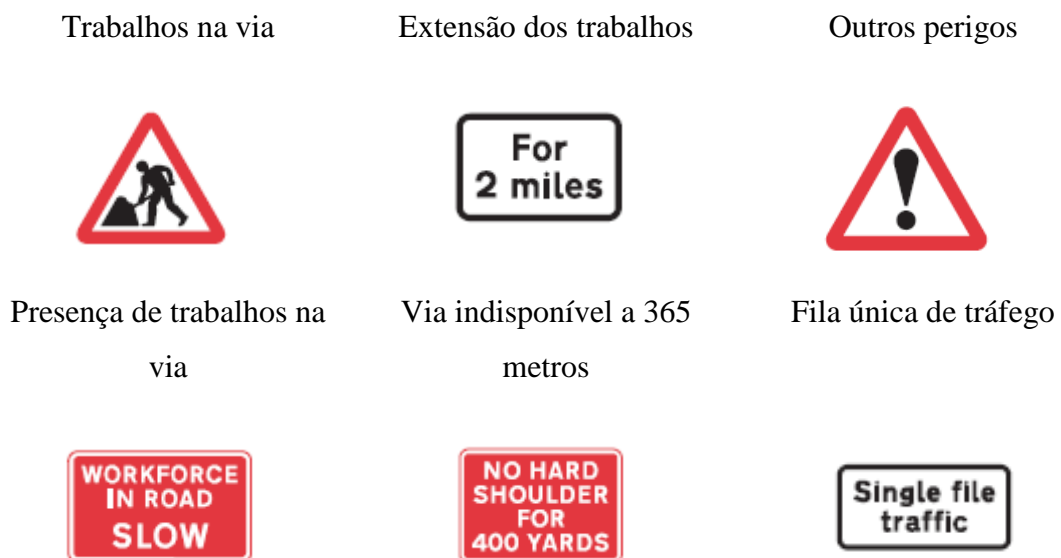 Trabalhos na via
Extensão dos trabalhos
Outros perigos
For
2 miles
Presença de trabalhos na
via
Via indisponível a 365
metros
Fila única de tráfego
WORKFORCE
IN ROAD
SLOW
NO HARD
SHOULDER
FOR
400 YARDS
Single file
traffic